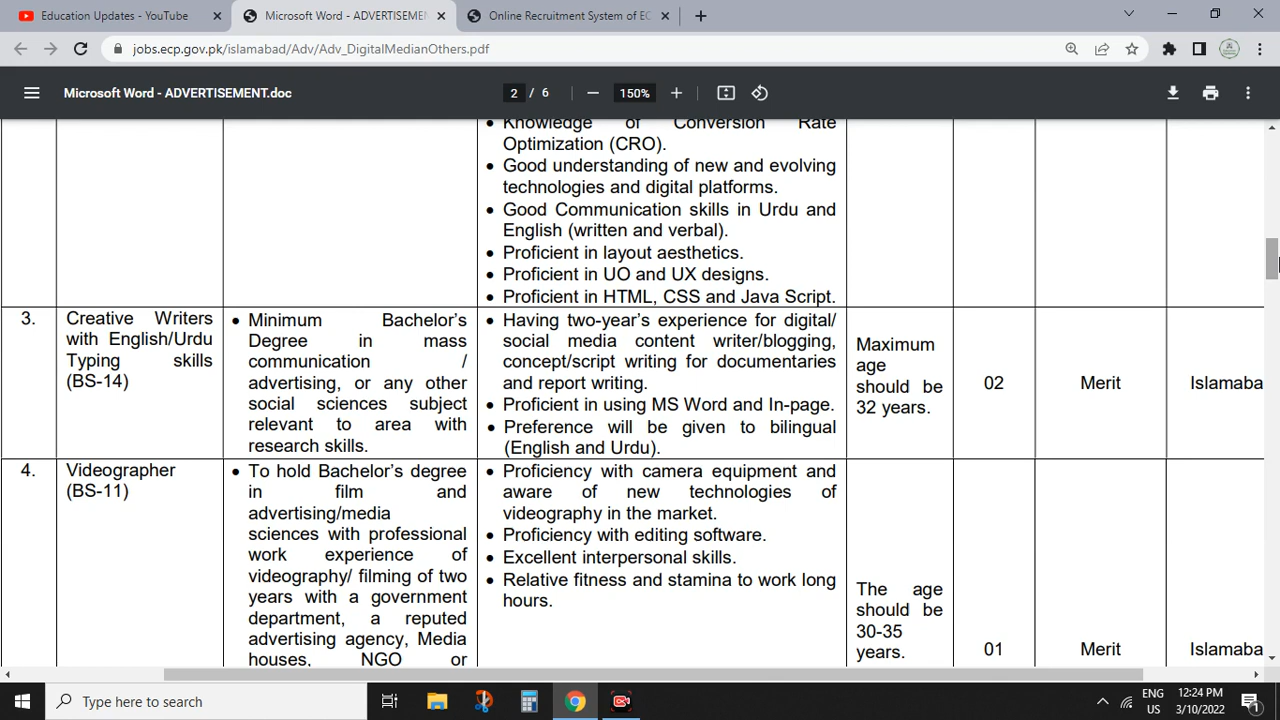 Education Updates - YouTube
Microsoft Word - ADVERTISEMEN
Online Recruitment System of EC
jobs.ecp.gov.pk/islamabad/Adv/Adv_DigitalMedianOthers.pdf
Microsoft Word - ADVERTISEMENT.doc
2 / 6
150%
Knowledge of Conversion Rate
Optimization (CRO).
• Good understanding of new and evolving
technologies and digital platforms.
• Good Communication skills in Urdu and
English (written and verbal).
• Proficient in layout aesthetics.
• Proficient in UO and UX designs.
• Proficient in HTML, CSS and Java Script.
3.
Creative Writers
with English/Urdu
Typing skills
(BS-14)
• Minimum Bachelor's
Degree in mass
communication /
advertising, or any other
social sciences subject
relevant to area with
research skills.
• Having two-year's experience for digital/
social media content writer/blogging,
concept/script writing for documentaries
and report writing.
• Proficient in using MS Word and In-page.
• Preference will be given to bilingual
(English and Urdu).
Maximum
age
should be
32 years.
02
Merit
Islamaba
4.
Videographer
(BS-11)
• To hold Bachelor's degree
in film and
advertising/media
sciences with professional
work experience of
videography/ filming of two
years with a government
department, a reputed
advertising agency, Media
houses, NGO or
• Proficiency with camera equipment and
aware of new technologies of
videography in the market.
• Proficiency with editing software.
• Excellent interpersonal skills.
• Relative fitness and stamina to work long
hours.
The age
should be
30-35
years.
01
Merit
Islamaba
Type here to search
ENG
US
12:24 PM
3/10/2022
1